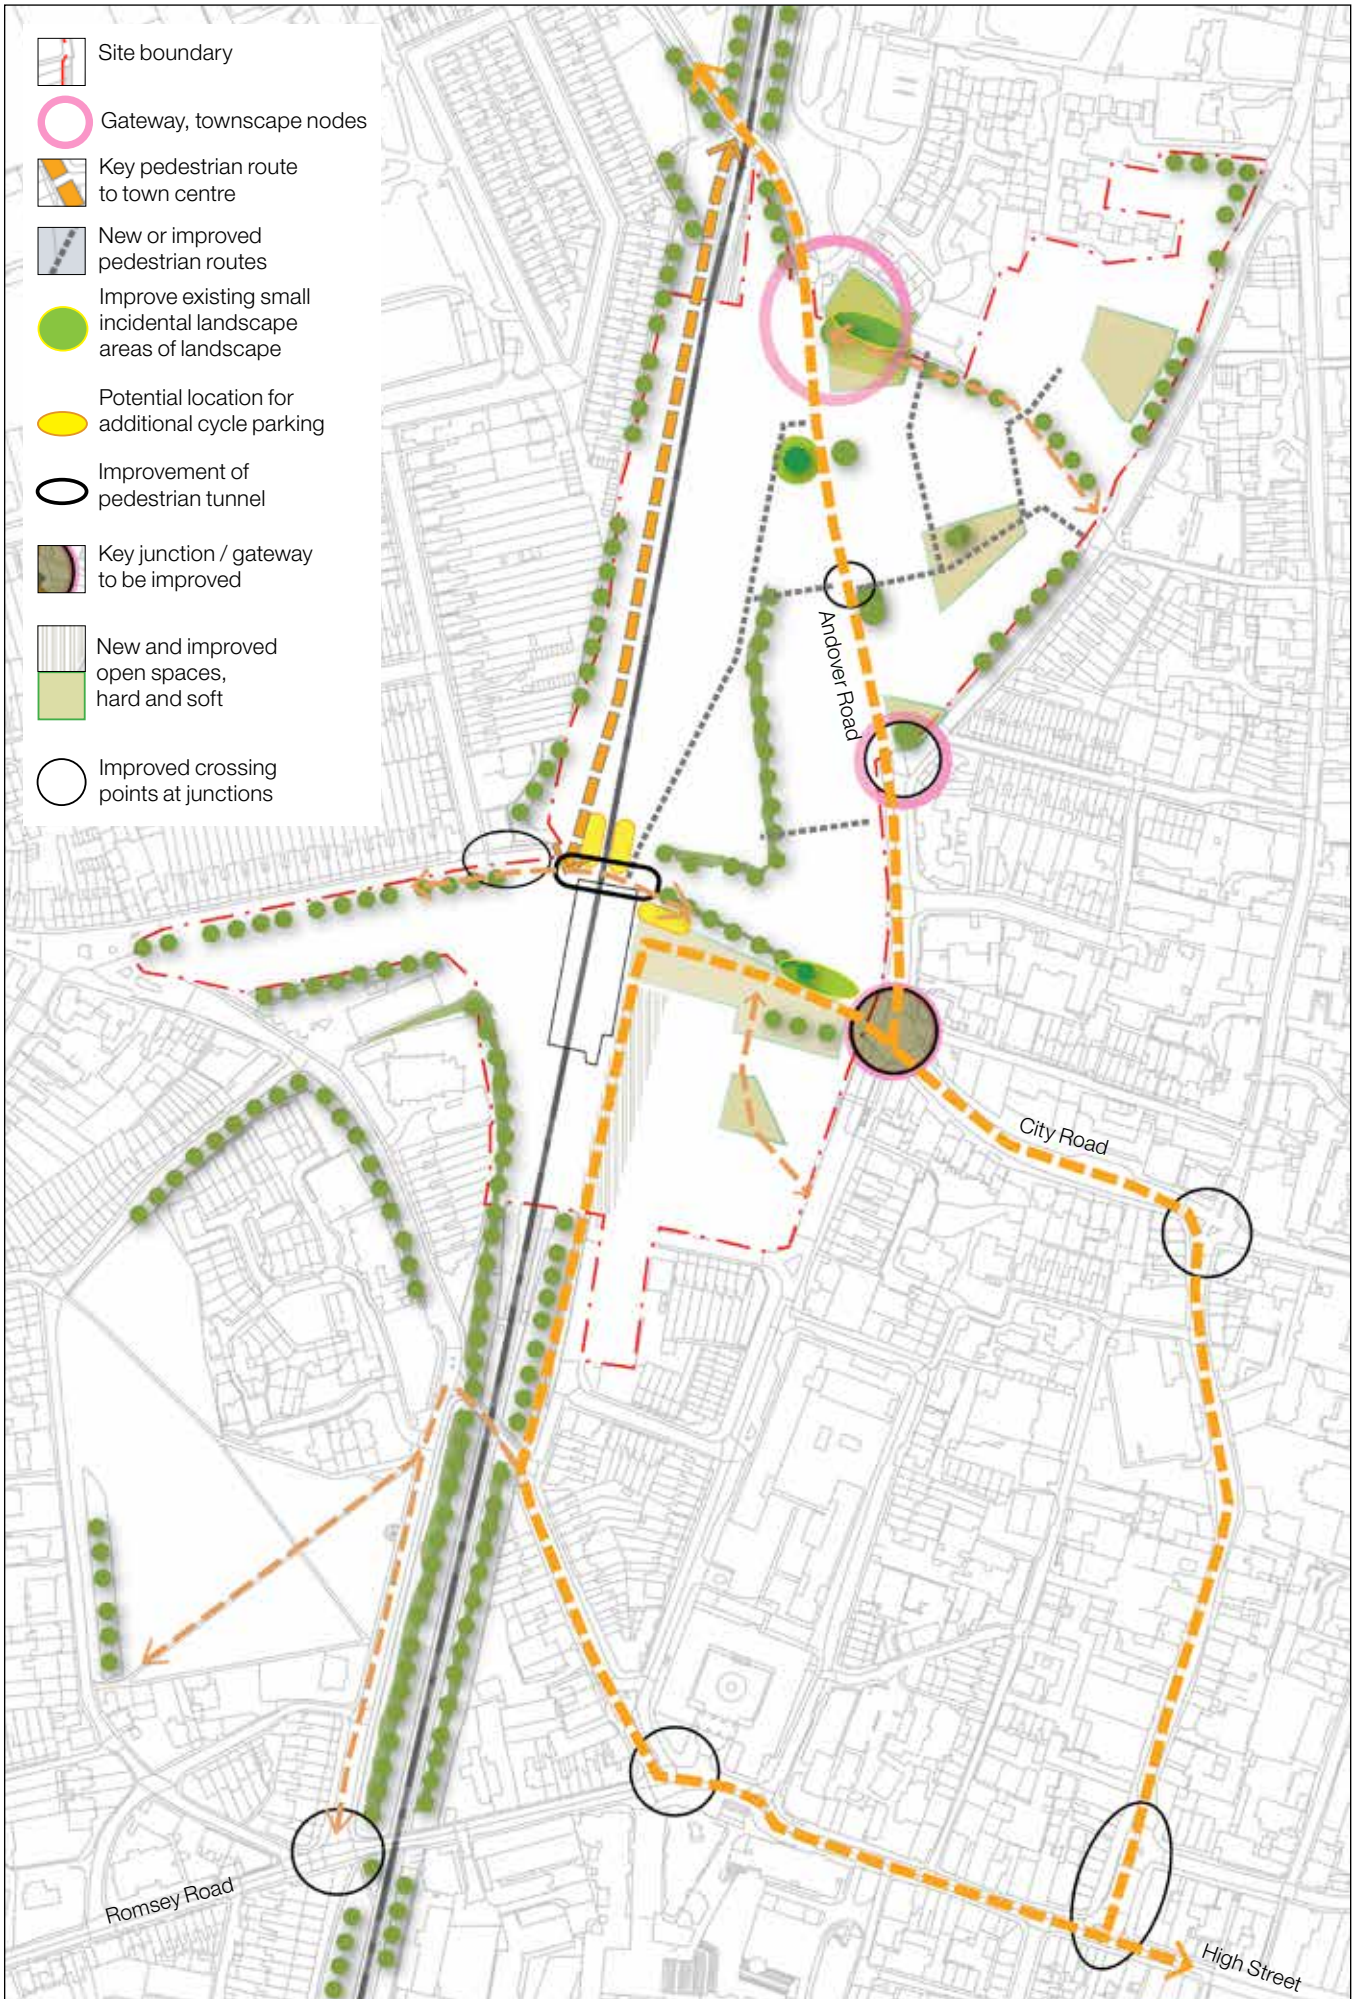 Site boundary
Gateway, townscape nodes
Key pedestrian route
to town centre
New or improved
pedestrian routes
Improve existing small
incidental landscape
areas of landscape
Potential location for
additional cycle parking
Improvement of
pedestrian tunnel
Key junction / gateway
to be improved
New and improved
open spaces,
hard and soft
Improved crossing
points at junctions
Andover Road
City Road
Romsey Road
High Street